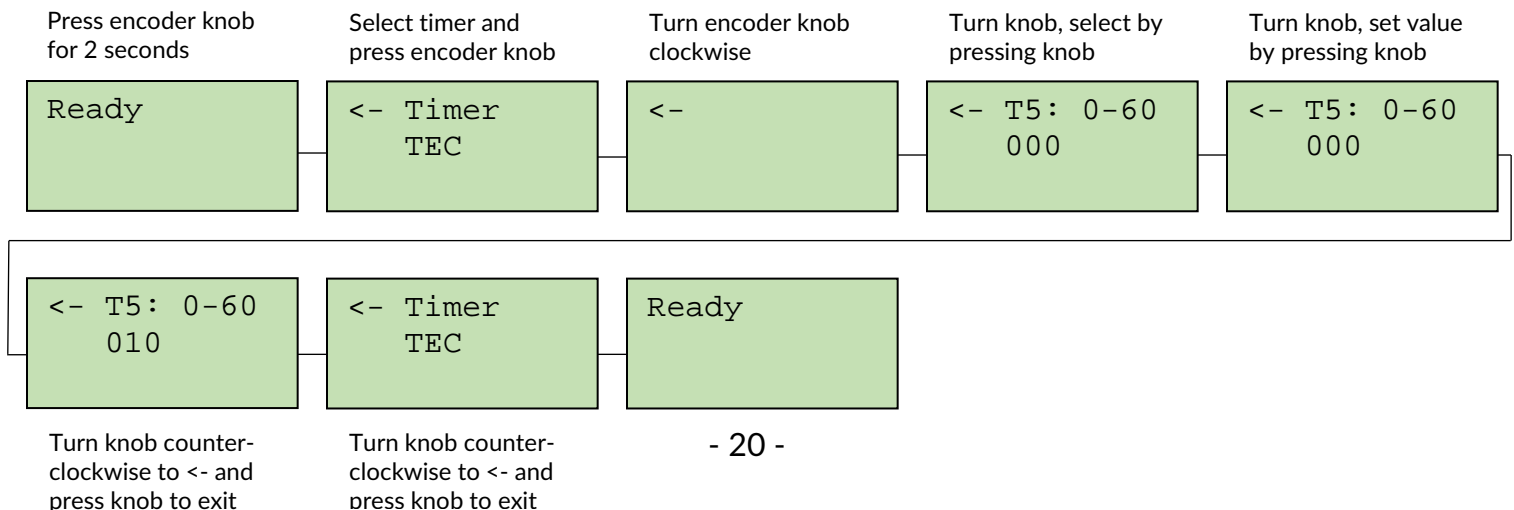 Press encoder knob
for 2 seconds
Select timer and
press encoder knob
Turn encoder knob
clockwise
Turn knob, select by
pressing knob
Turn knob, set value
by pressing knob
Ready
<- Timer
TEC
<-
<- T5: 0-60
000
<- T5: 0-60
000
<- T5: 0-60
010
<- Timer
TEC
Ready
Turn knob counter-
clockwise to <- and
press knob to exit
Turn knob counter-
clockwise to <- and
press knob to exit
- 20 -